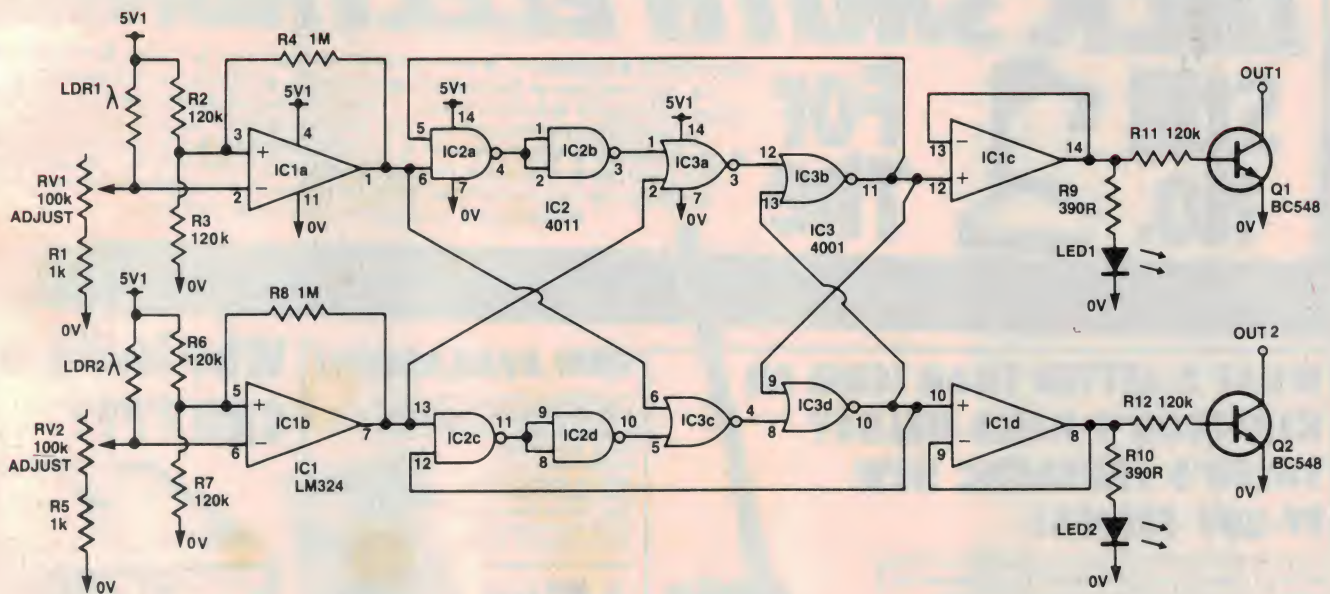 5V1
LDR1
λ
R2
120k
R4 1M
5V1
4
3
+
IC1a
2
−
1
11
0V
RV1
100k
ADJUST
R1
1k
0V
R3
120k
0V
5V1
14
5
IC2a
6
4
7
0V
1
IC2b
2
3
IC2
4011
5V1
14
1
IC3a
2
3
7
0V
12
IC3b
13
11
IC3
4001
−
13
IC1c
12
+
14
R11 120k
R9
390R
LED1
0V
OUT1
Q1
BC548
0V
5V1
LDR2
λ
R6
120k
R8 1M
5
+
IC1b
6
−
7
IC1
LM324
RV2
100k
ADJUST
R5
1k
0V
R7
120k
0V
13
IC2c
12
11
9
IC2d
8
10
6
IC3c
5
4
9
IC3d
8
10
10
+
IC1d
9
−
8
R12 120k
R10
390R
LED2
0V
OUT 2
Q2
BC548
0V